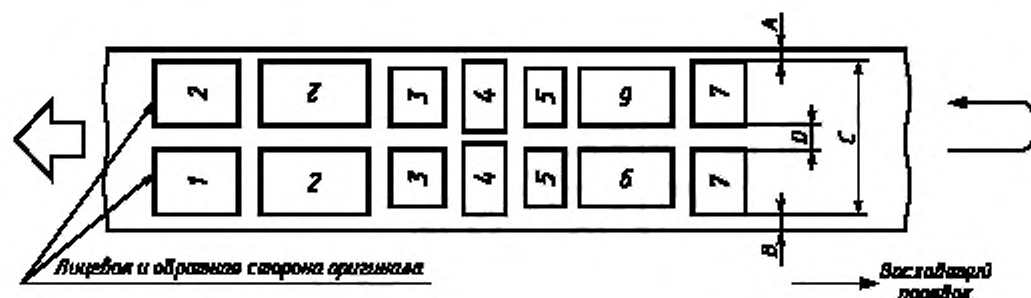 A
2 2 3 4 5 9 7
D C
1 2 3 4 5 6 7
B
Лицевая и обратная сторона оригинала
Восходящий
порядок